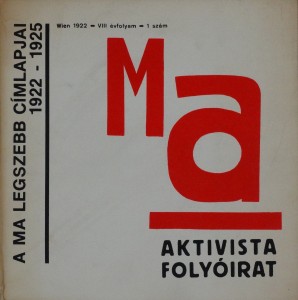 A MA LEGSZEBB CÍMLAPJAI
1922 - 1925
Wien 1922 – VIII évfolyam – 1 szám
Ma
AKTIVISTA
FOLYÓIRAT